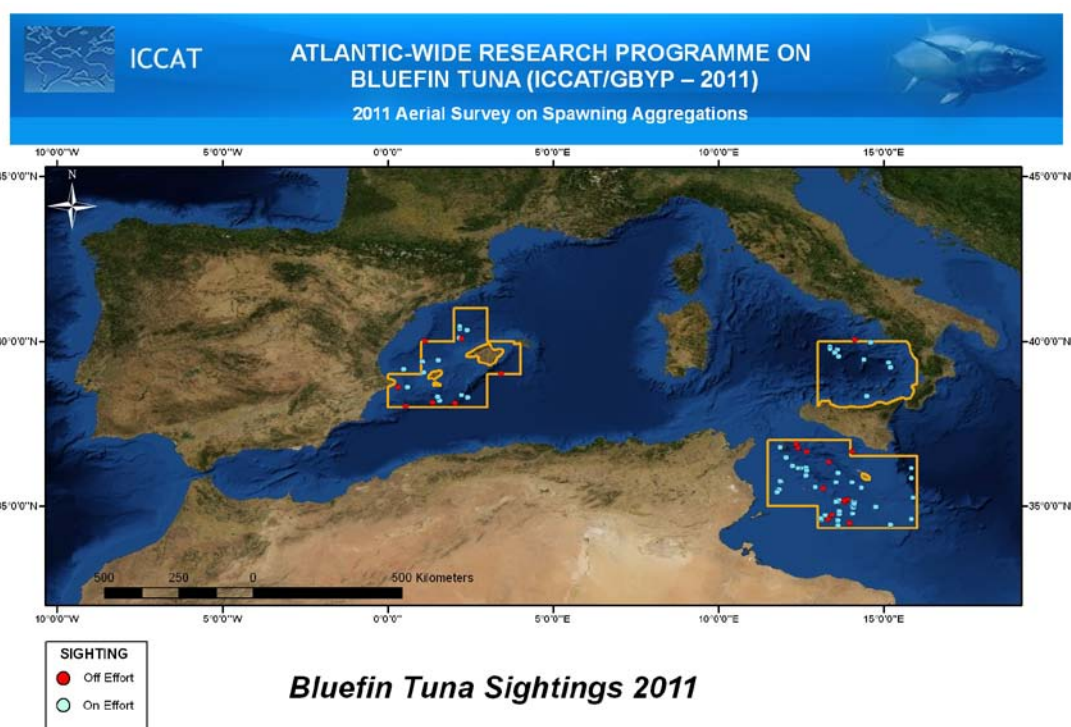 ICCAT
ATLANTIC-WIDE RESEARCH PROGRAMME ON
BLUEFIN TUNA (ICCAT/GBYP – 2011)
2011 Aerial Survey on Spawning Aggregations
10°0'0"W 5°0'0"W 0°0'0" 5°0'0"E 10°0'0"E 15°0'0"E
45°0'0"N 45°0'0"N
N
40°0'0"N 40°0'0"N
35°0'0"N 35°0'0"N
500 250 0 500 Kilometers
10°0'0"W 5°0'0"W 0°0'0" 5°0'0"E 10°0'0"E 15°0'0"E
SIGHTING
Off Effort
On Effort
Bluefin Tuna Sightings 2011